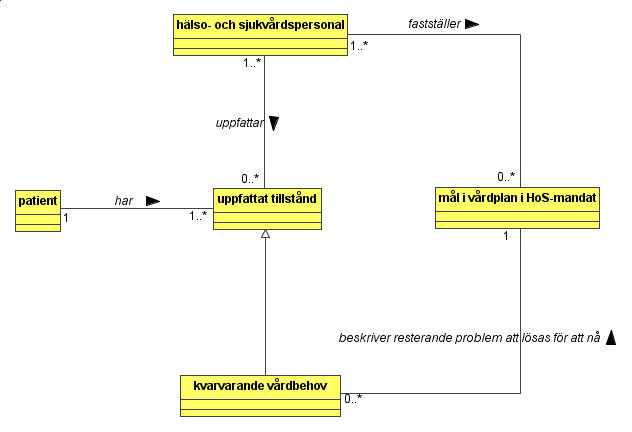 hälso- och sjukvårdspersonal
fastställer
1..*
1..*
uppfattar
0..*
0..*
patient
har
uppfattat tillstånd
mål i vårdplan i HoS-mandat
1
1..*
1
beskriver resterande problem att lösas för att nå
kvarvarande vårdbehov
0..*